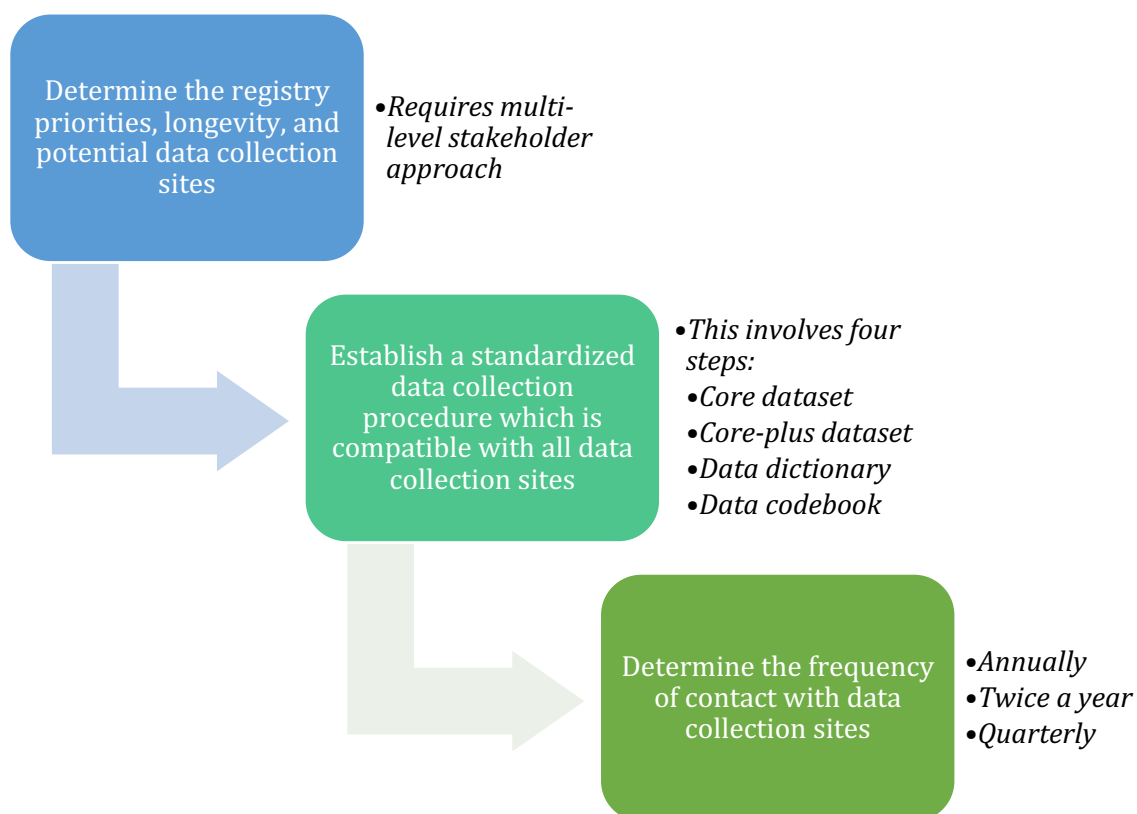 Determine the registry
priorities, longevity, and
potential data collection
sites
•Requires multi-
level stakeholder
approach
Establish a standardized
data collection
procedure which is
compatible with all data
collection sites
•This involves four
steps:
•Core dataset
•Core-plus dataset
•Data dictionary
•Data codebook
Determine the frequency
of contact with data
collection sites
•Annually
•Twice a year
•Quarterly